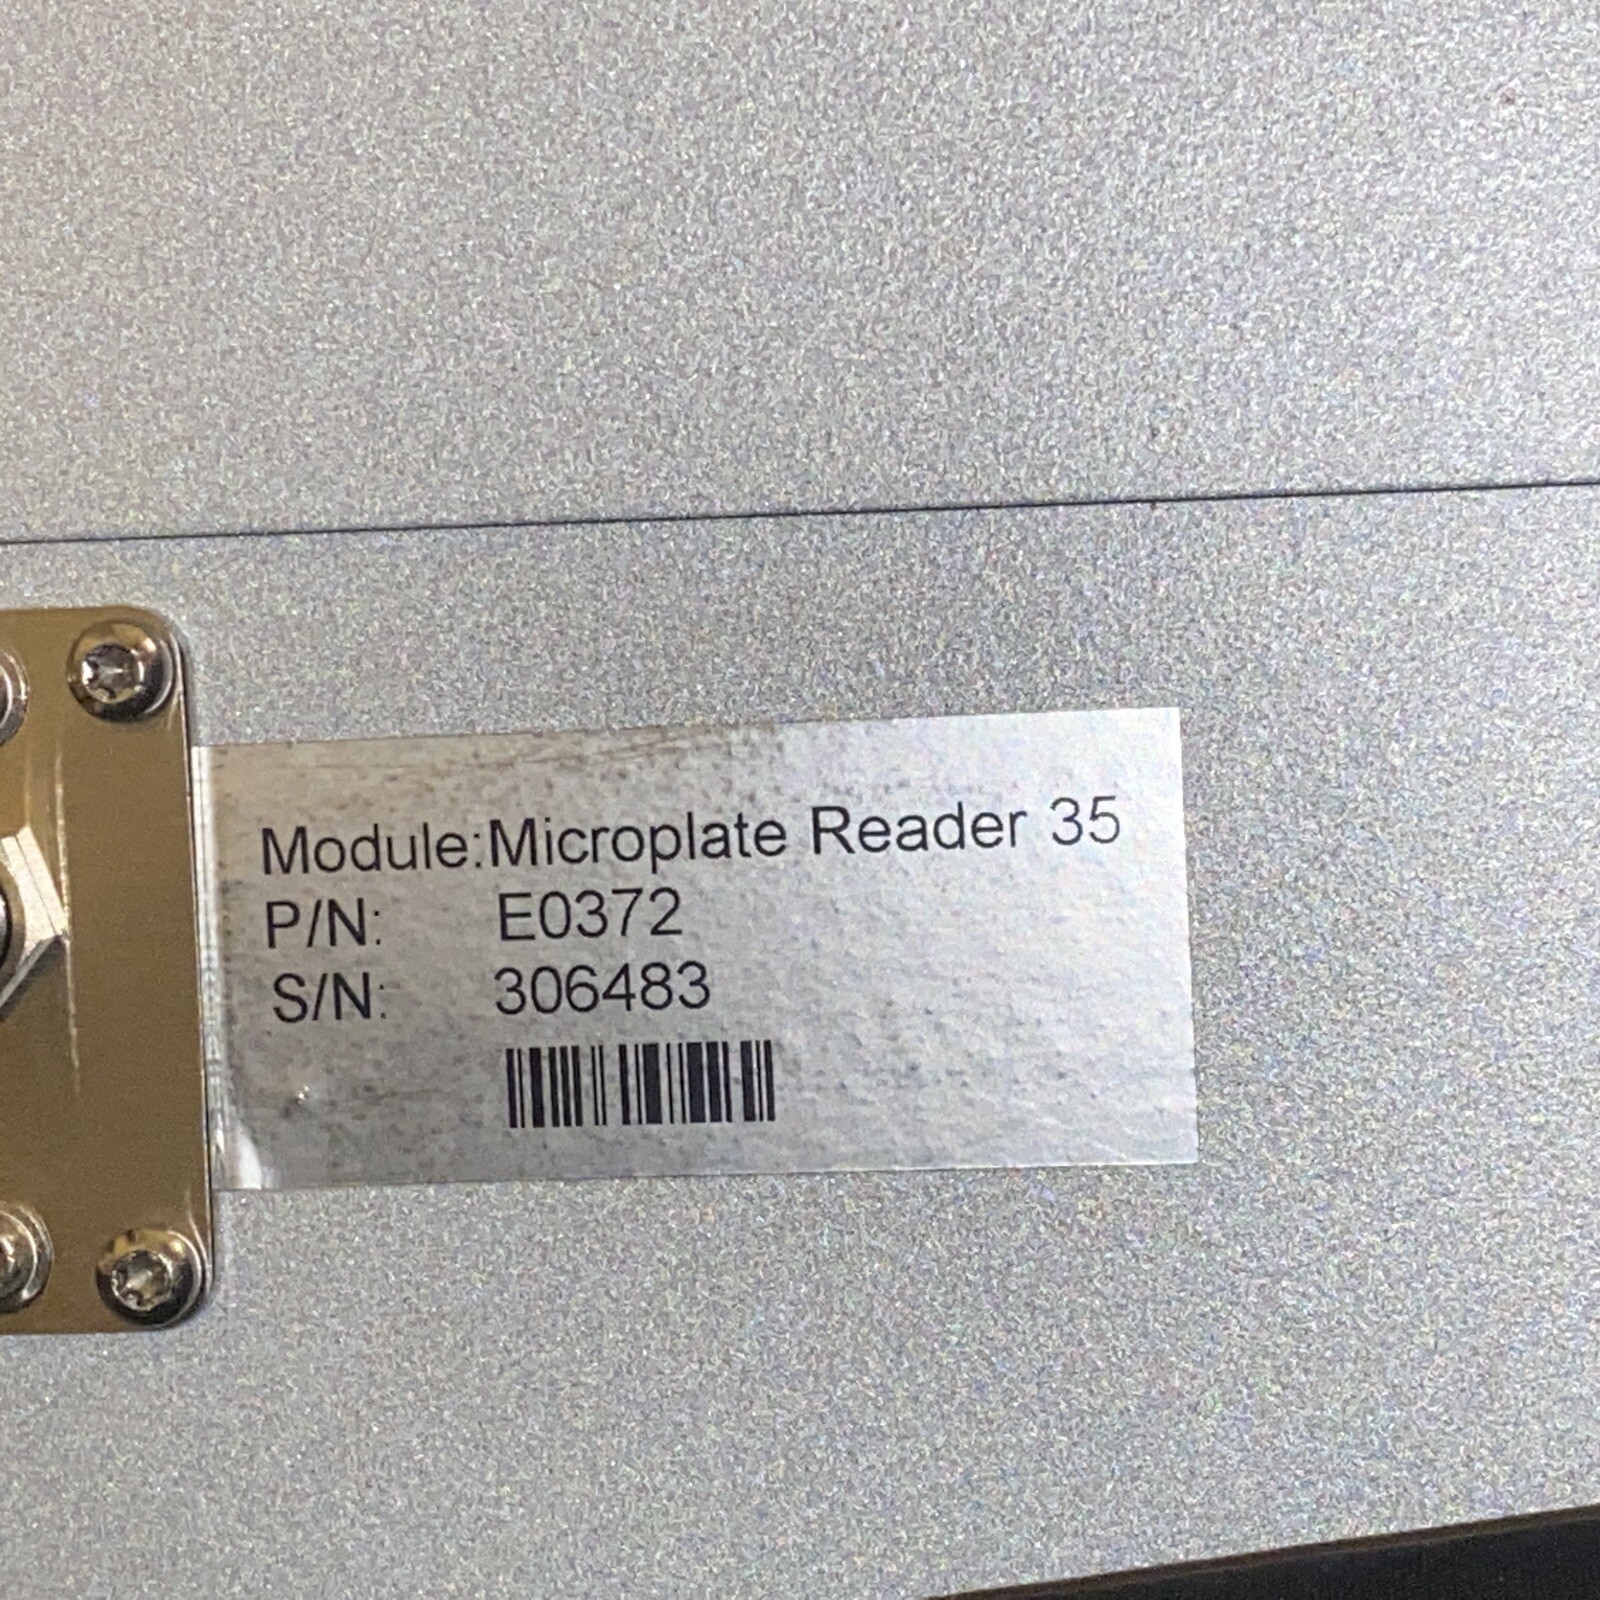 Module:Microplate Reader 35
P/N: E0372
S/N: 306483